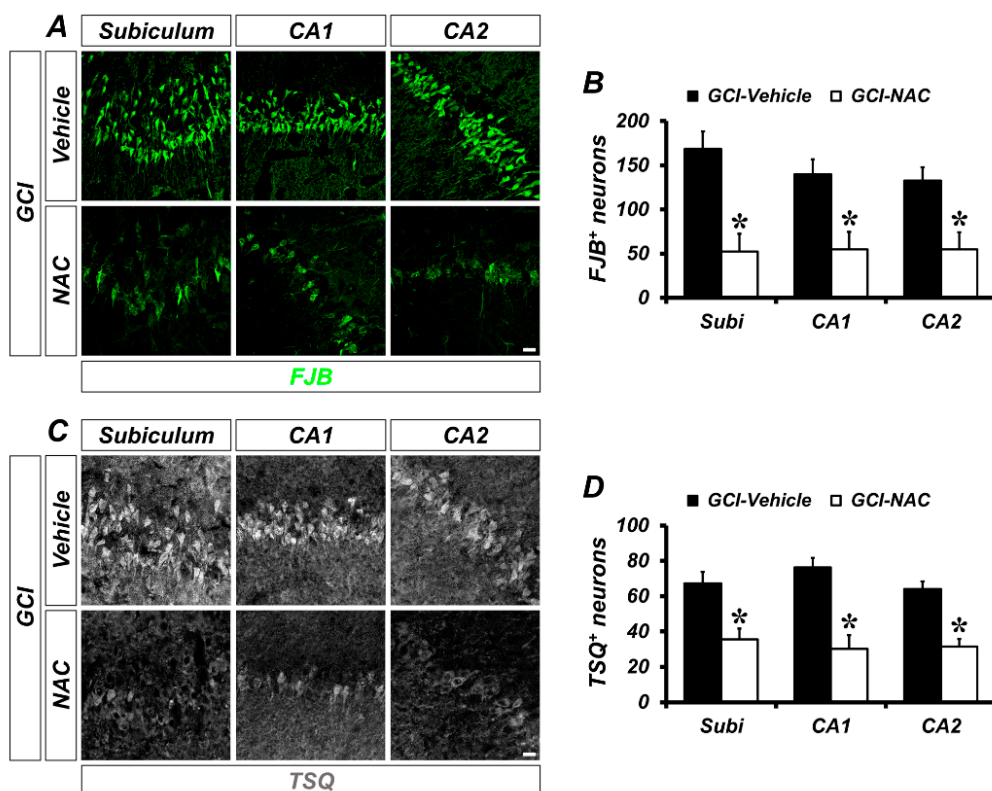 A
Subiculum
CA1
CA2
GCI
Vehicle
NAC
FJB
B
GCI-Vehicle
GCI-NAC
FJB+ neurons
200
150
100
50
0
*
*
*
Subi
CA1
CA2
C
Subiculum
CA1
CA2
GCI
Vehicle
NAC
TSQ
D
GCI-Vehicle
GCI-NAC
TSQ+ neurons
100
80
60
40
20
0
*
*
*
Subi
CA1
CA2